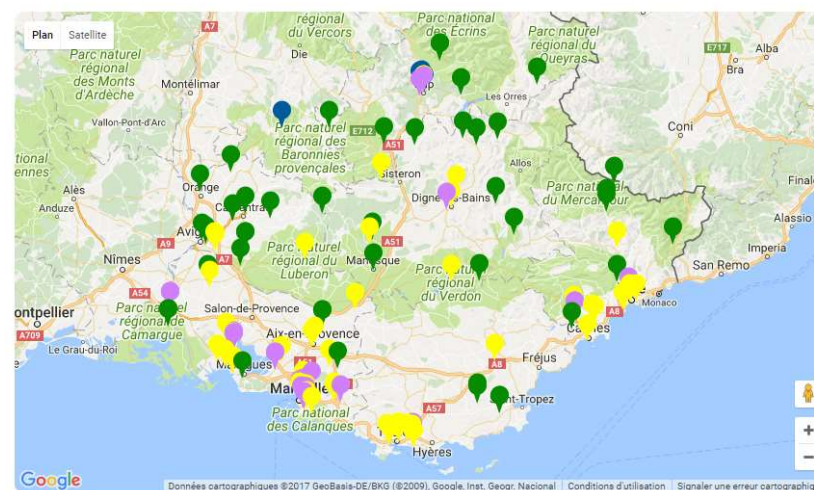 Plan
Satellite
A7
régional
du Vercors
Parc national
des Écrins
Parc naturel
régional du
Queyras
E717
Alba
Bra
Parc naturel
régional
des Monts
d'Ardèche
Die
Montélimar
Les Orres
Vallon-Pont-d'Arc
Parc naturel
régional des
Baronnies
provençales
E712
A51
Coni
Sisteron
Allos
Alès
Anduze
Orange
Digne-les-Bains
Parc national
du Mercantour
Final
Alassio
Imperia
A9
A7
A51
Nîmes
Parc naturel
régional du
Luberon
Manosque
Parc naturel
régional
du Verdon
San Remo
Monaco
A54
A8
Montpellier
A709
Parc naturel
régional de
Camargue
Salon-de-Provence
Aix-en-Provence
Cannes
Le Grau-du-Roi
Martigues
A8
Fréjus
Parc national
des Calanques
A57
Saint-Tropez
Hyères
Google
Données cartographiques ©2017 GeoBasis-DE/BKG (©2009), Google, Inst. Geogr. Nacional
Conditions d'utilisation
Signaler une erreur cartographiq